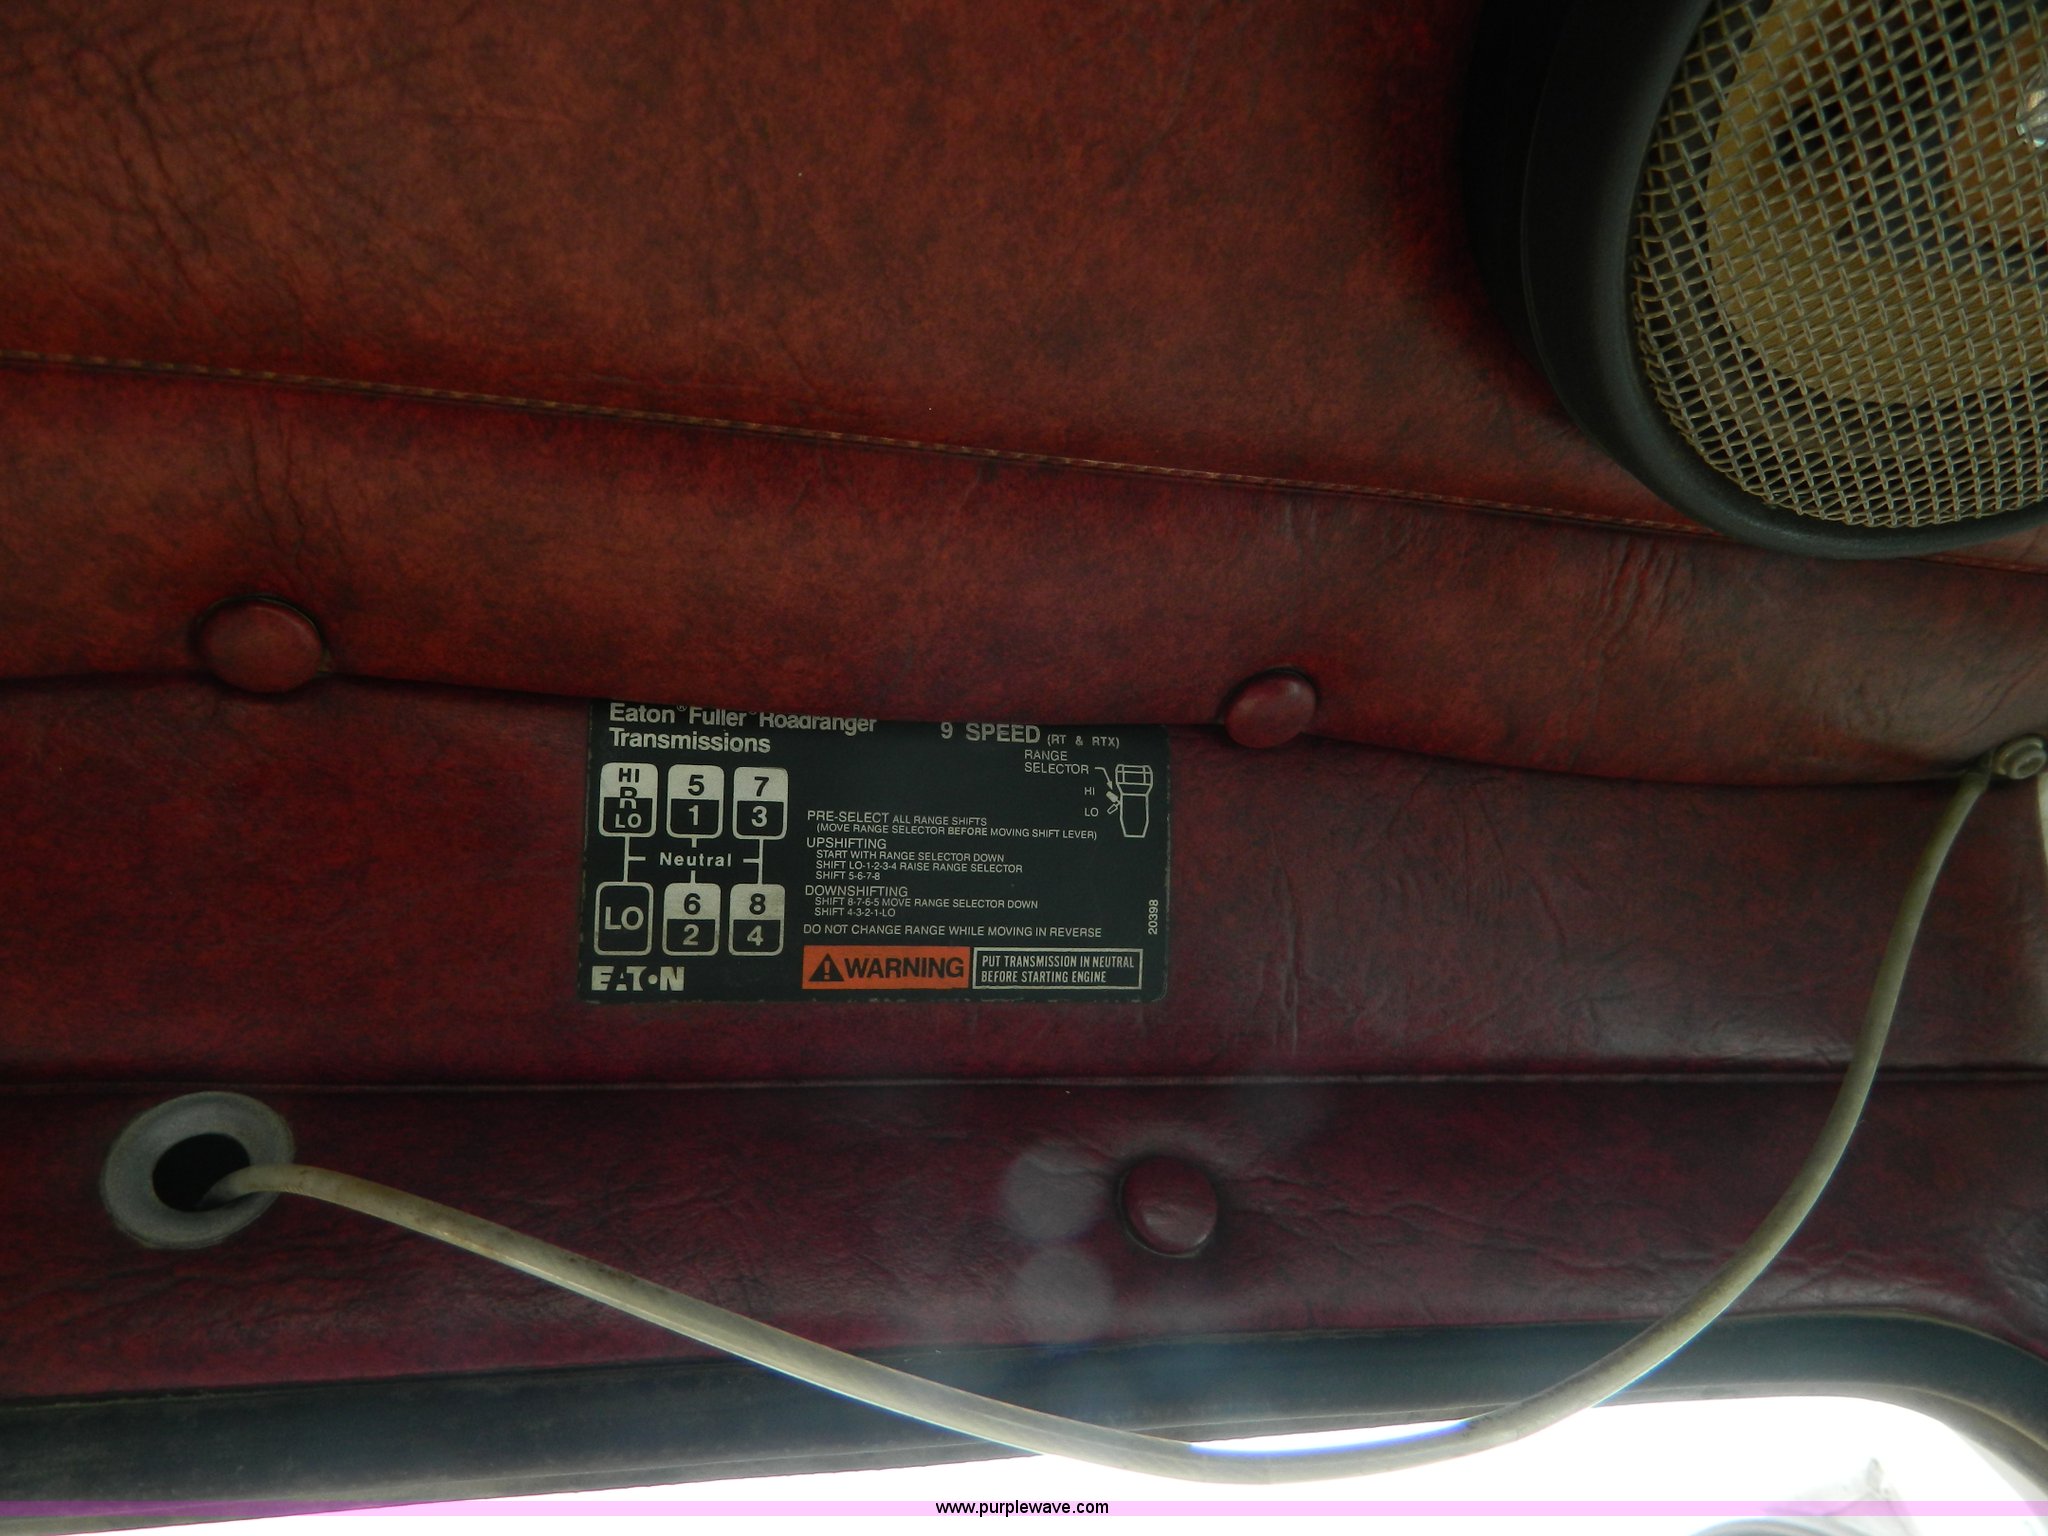 Eaton® Fuller® Roadranger
Transmissions
9 SPEED (RT & RTX)
RANGE
SELECTOR
HI
LO
HI
R
LO
5
1
7
3
Neutral
LO
6
2
8
4
EATON
PRE-SELECT ALL RANGE SHIFTS
(MOVE RANGE SELECTOR BEFORE MOVING SHIFT LEVER)
UPSHIFTING
START WITH RANGE SELECTOR DOWN
SHIFT LO-1-2-3-4 RAISE RANGE SELECTOR
SHIFT 5-6-7-8
DOWNSHIFTING
SHIFT 8-7-6-5 MOVE RANGE SELECTOR DOWN
SHIFT 4-3-2-1-LO
DO NOT CHANGE RANGE WHILE MOVING IN REVERSE
20398
WARNING
PUT TRANSMISSION IN NEUTRAL
BEFORE STARTING ENGINE
www.purplewave.com